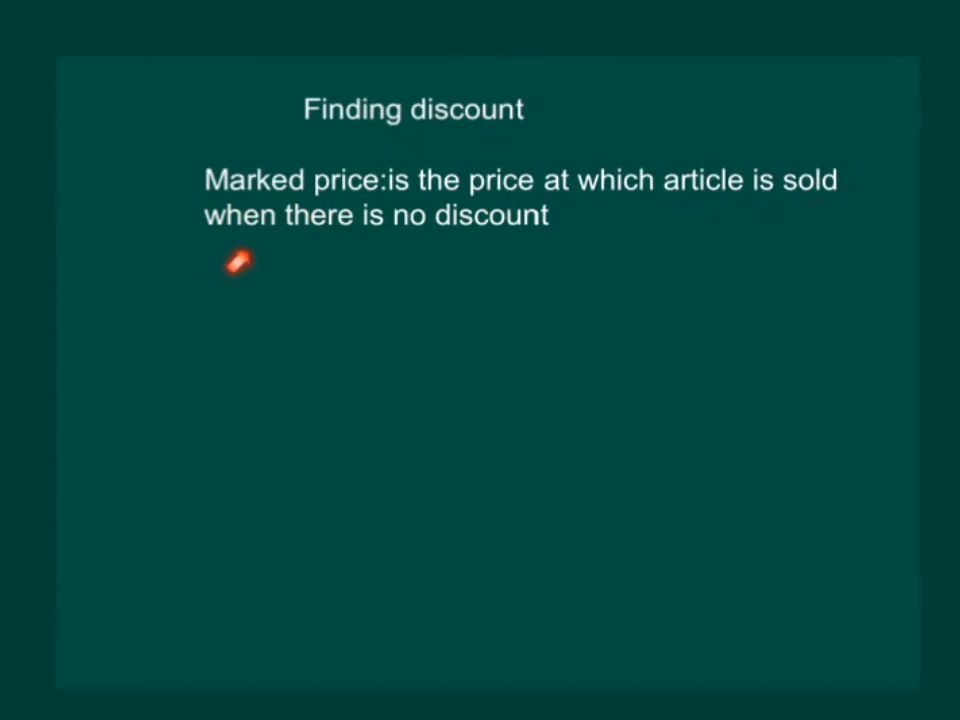 Finding discount
Marked price:is the price at which article is sold
when there is no discount